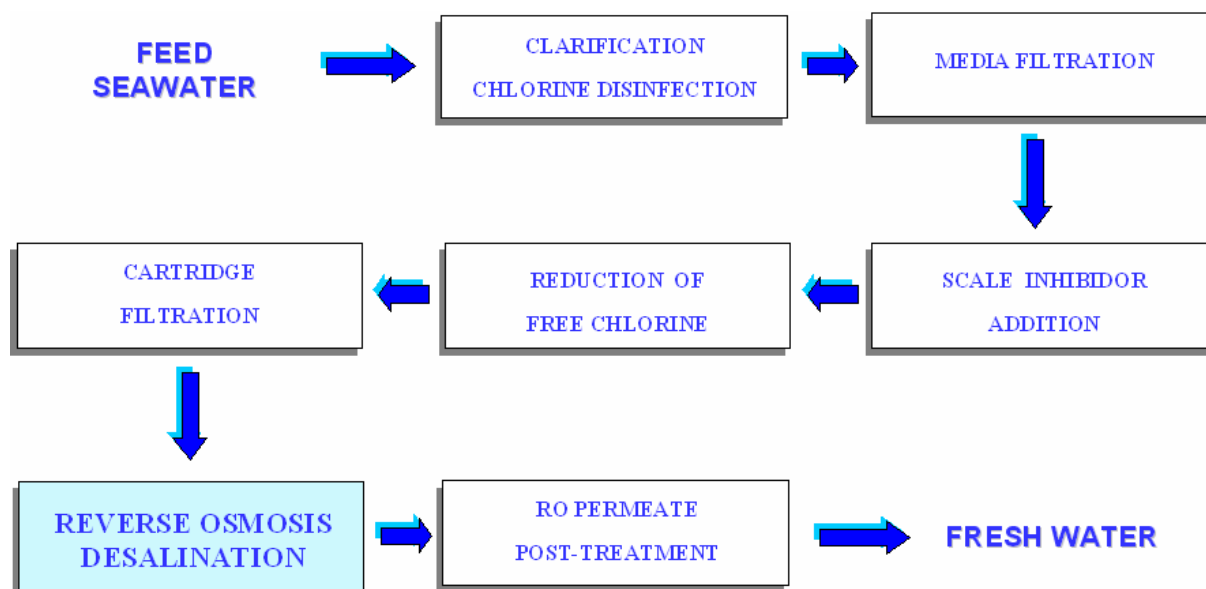 FEED
SEAWATER
CLARIFICATION
CHLORINE DISINFECTION
MEDIA FILTRATION
SCALE INHIBIDOR
ADDITION
REDUCTION OF
FREE CHLORINE
CARTRIDGE
FILTRATION
REVERSE OSMOSIS
DESALINATION
RO PERMEATE
POST-TREATMENT
FRESH WATER